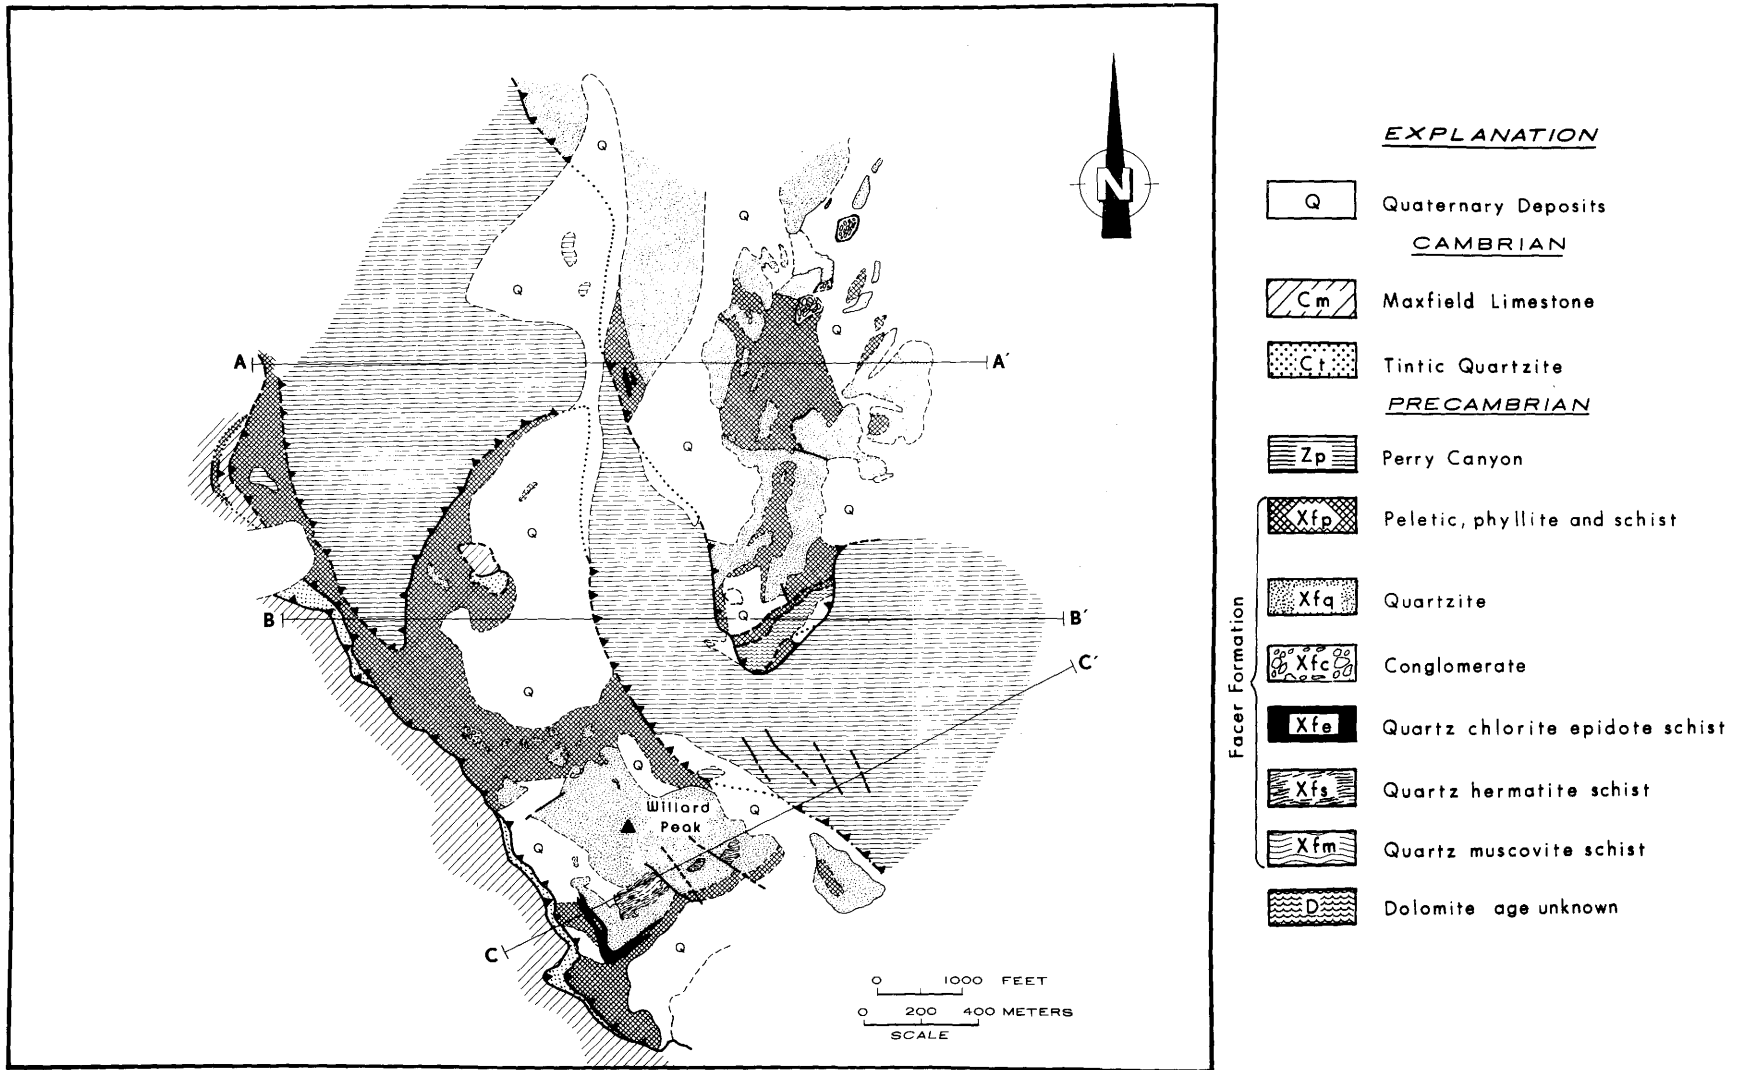 N
A
A'
B
B'
C
C'
Q
Q
Q
Q
Q
Q
Q
Q
Q
Q
Q
Q
Q
Q
Willard
Peak
0 1000 FEET
0 200 400 METERS
SCALE
EXPLANATION
Q Quaternary Deposits
CAMBRIAN
Cm Maxfield Limestone
Ct Tintic Quartzite
PRECAMBRIAN
Zp Perry Canyon
Facer Formation
Xfp Peletic, phyllite and schist
Xfq Quartzite
Xfc Conglomerate
Xfe Quartz chlorite epidote schist
Xfs Quartz hermatite schist
Xfm Quartz muscovite schist
D Dolomite age unknown